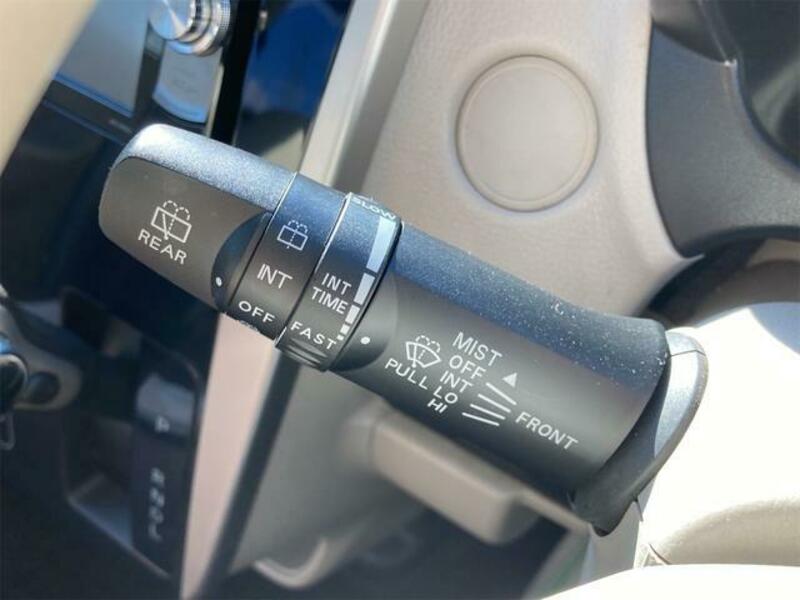 REAR
INT
OFF
SLOW
INT
TIME
FAST
MIST
OFF
INT
PULL LO
HI
FRONT
P
R
N
D
L